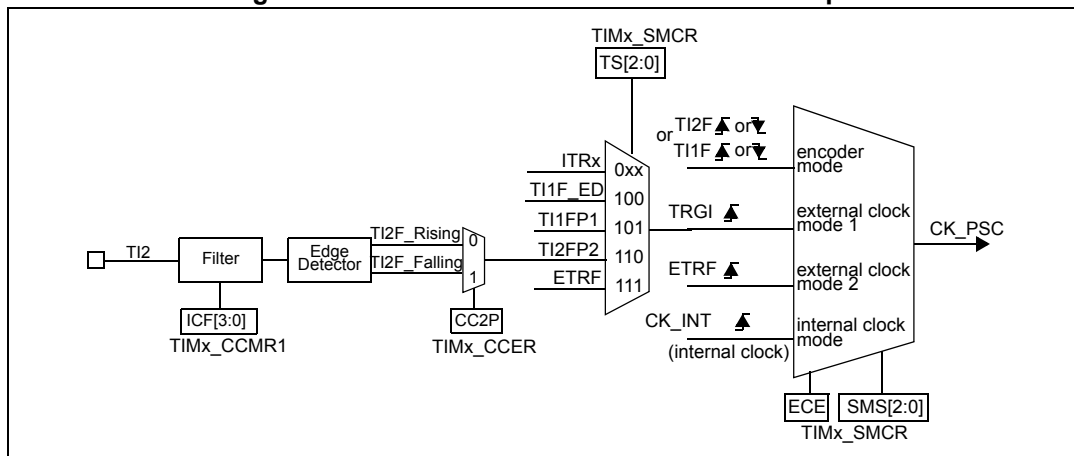 TIMx_SMCR
TS[2:0]
or TI2F or
TI1F or
encoder
mode
ITRx
0xx
TI1F_ED
100
TI1FP1
101
TRGI
external clock
mode 1
CK_PSC
TI2
Filter
Edge
Detector
TI2F_Rising
0
TI2F_Falling
1
TI2FP2
110
ETRF
111
ETRF
external clock
mode 2
ICF[3:0]
TIMx_CCMR1
CC2P
TIMx_CCER
CK_INT
(internal clock)
internal clock
mode
ECE
SMS[2:0]
TIMx_SMCR